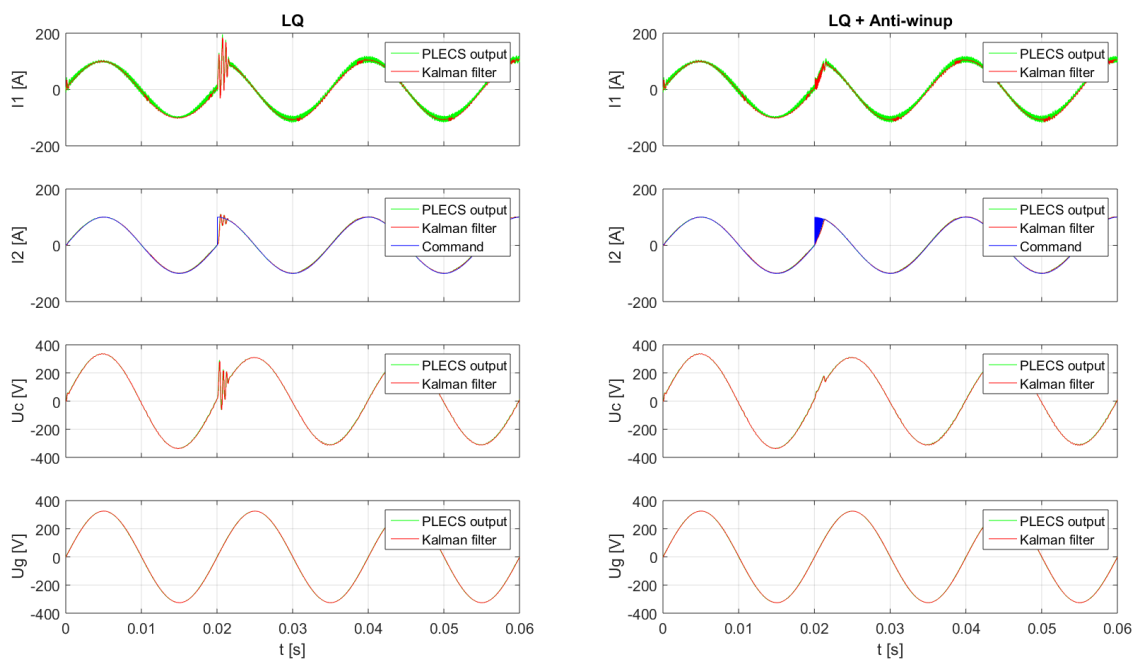 LQ
200
0
-200
I1 [A]
PLECS output
Kalman filter
200
0
-200
I2 [A]
PLECS output
Kalman filter
Command
400
200
0
-200
-400
Uc [V]
PLECS output
Kalman filter
400
200
0
-200
-400
Ug [V]
PLECS output
Kalman filter
0 0.01 0.02 0.03 0.04 0.05 0.06
t [s]
LQ + Anti-winup
200
0
-200
I1 [A]
PLECS output
Kalman filter
200
0
-200
I2 [A]
PLECS output
Kalman filter
Command
400
200
0
-200
-400
Uc [V]
PLECS output
Kalman filter
400
200
0
-200
-400
Ug [V]
PLECS output
Kalman filter
0 0.01 0.02 0.03 0.04 0.05 0.06
t [s]